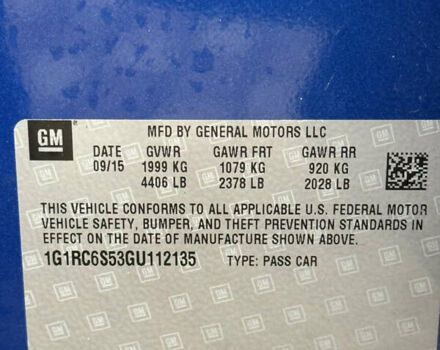 GM
MFD BY GENERAL MOTORS LLC
DATE GVWR GAWR FRT GAWR RR
09/15 1999 KG 1079 KG 920 KG
4406 LB 2378 LB 2028 LB
THIS VEHICLE CONFORMS TO ALL APPLICABLE U.S. FEDERAL MOTOR
VEHICLE SAFETY, BUMPER, AND THEFT PREVENTION STANDARDS IN
EFFECT ON THE DATE OF MANUFACTURE SHOWN ABOVE.
1G1RC6S53GU112135 TYPE: PASS CAR